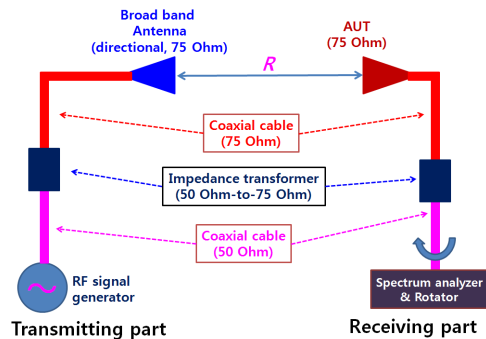 Broad band
Antenna
(directional, 75 Ohm)
AUT
(75 Ohm)
R
Coaxial cable
(75 Ohm)
Impedance transformer
(50 Ohm-to-75 Ohm)
Coaxial cable
(50 Ohm)
RF signal
generator
Spectrum analyzer
& Rotator
Transmitting part
Receiving part